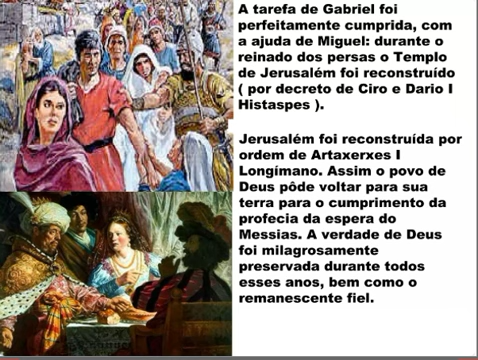 A tarefa de Gabriel foi
perfeitamente cumprida, com
a ajuda de Miguel: durante o
reinado dos persas o Templo
de Jerusalém foi reconstruído
( por decreto de Ciro e Dario I
Histaspes ).
Jerusalém foi reconstruída por
ordem de Artaxerxes I
Longímano. Assim o povo de
Deus pôde voltar para sua
terra para o cumprimento da
profecia da espera do
Messias. A verdade de Deus
foi milagrosamente
preservada durante todos
esses anos, bem como o
remanescente fiel.